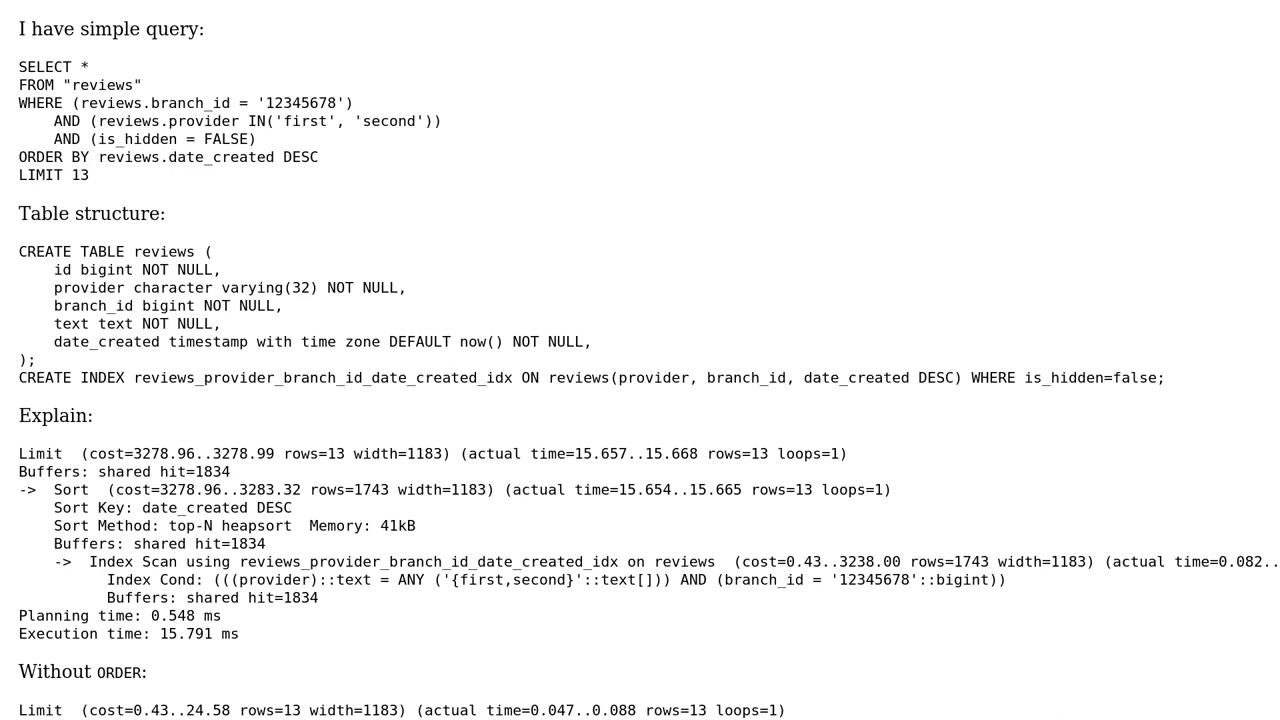 I have simple query:
SELECT *
FROM "reviews"
WHERE (reviews.branch_id = '12345678')
    AND (reviews.provider IN('first', 'second'))
    AND (is_hidden = FALSE)
ORDER BY reviews.date_created DESC
LIMIT 13
Table structure:
CREATE TABLE reviews (
    id bigint NOT NULL,
    provider character varying(32) NOT NULL,
    branch_id bigint NOT NULL,
    text text NOT NULL,
    date_created timestamp with time zone DEFAULT now() NOT NULL,
);
CREATE INDEX reviews_provider_branch_id_date_created_idx ON reviews(provider, branch_id, date_created DESC) WHERE is_hidden=false;
Explain:
Limit  (cost=3278.96..3278.99 rows=13 width=1183) (actual time=15.657..15.668 rows=13 loops=1)
Buffers: shared hit=1834
->  Sort  (cost=3278.96..3283.32 rows=1743 width=1183) (actual time=15.654..15.665 rows=13 loops=1)
    Sort Key: date_created DESC
    Sort Method: top-N heapsort  Memory: 41kB
    Buffers: shared hit=1834
    ->  Index Scan using reviews_provider_branch_id_date_created_idx on reviews  (cost=0.43..3238.00 rows=1743 width=1183) (actual time=0.082..
          Index Cond: (((provider)::text = ANY ('{first,second}'::text[])) AND (branch_id = '12345678'::bigint))
          Buffers: shared hit=1834
Planning time: 0.548 ms
Execution time: 15.791 ms
Without ORDER:
Limit  (cost=0.43..24.58 rows=13 width=1183) (actual time=0.047..0.088 rows=13 loops=1)